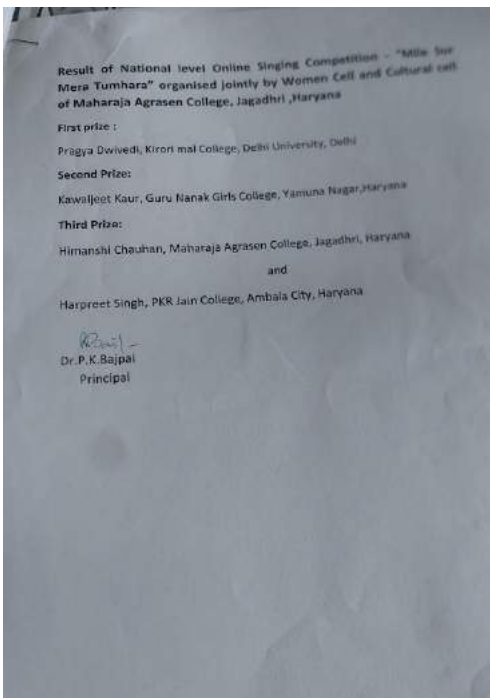 Result of National level Online Singing Competition - "Mile Sur
Mera Tumhara" organised jointly by Women Cell and Cultural cell
of Maharaja Agrasen College, Jagadhri ,Haryana
First prize :
Pragya Dwivedi, Kirori mal College, Delhi University, Delhi
Second Prize:
Kawaljeet Kaur, Guru Nanak Girls College, Yamuna Nagar,Haryana
Third Prize:
Himanshi Chauhan, Maharaja Agrasen College, Jagadhri, Haryana
and
Harpreet Singh, PKR Jain College, Ambala City, Haryana
Dr.P.K.Bajpai
Principal